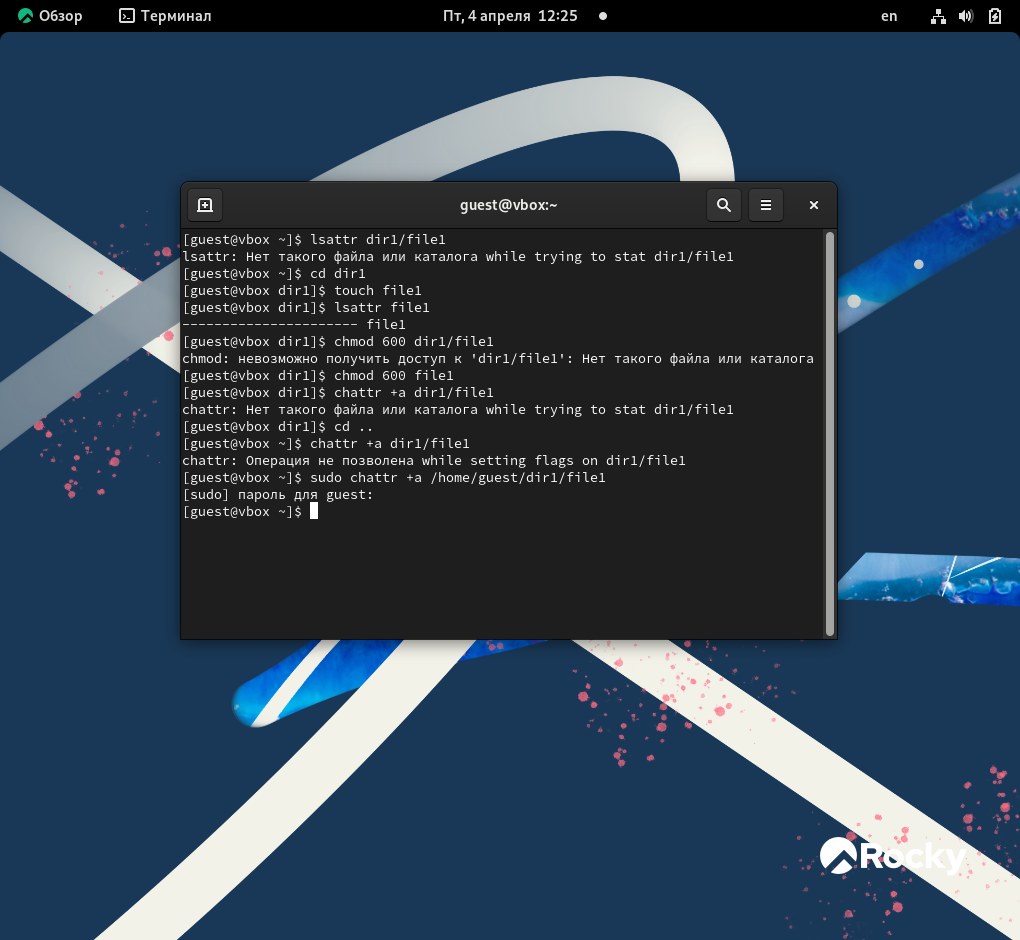 Обзор Терминал Пт, 4 апреля 12:25 en
guest@vbox:~
[guest@vbox ~]$ lsattr dir1/file1
lsattr: Нет такого файла или каталога while trying to stat dir1/file1
[guest@vbox ~]$ cd dir1
[guest@vbox dir1]$ touch file1
[guest@vbox dir1]$ lsattr file1
---------------------- file1
[guest@vbox dir1]$ chmod 600 dir1/file1
chmod: невозможно получить доступ к 'dir1/file1': Нет такого файла или каталога
[guest@vbox dir1]$ chmod 600 file1
[guest@vbox dir1]$ chattr +a dir1/file1
chattr: Нет такого файла или каталога while trying to stat dir1/file1
[guest@vbox dir1]$ cd ..
[guest@vbox ~]$ chattr +a dir1/file1
chattr: Операция не позволена while setting flags on dir1/file1
[guest@vbox ~]$ sudo chattr +a /home/guest/dir1/file1
[sudo] пароль для guest:
[guest@vbox ~]$
Rocky